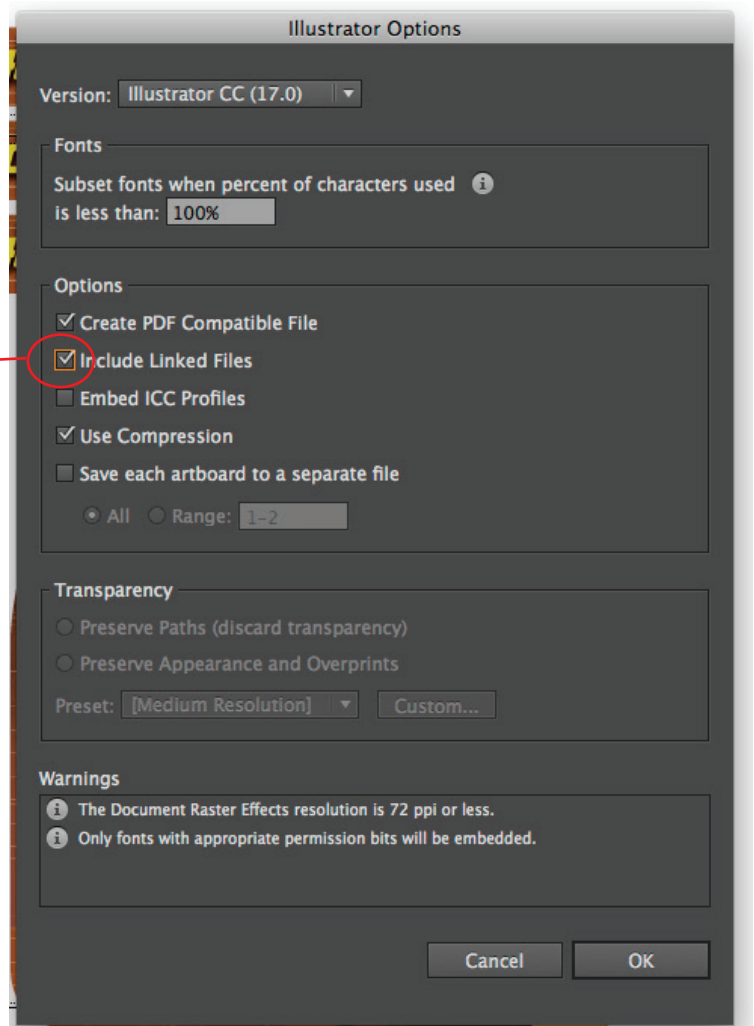 Illustrator Options
Version: Illustrator CC (17.0)
Fonts
Subset fonts when percent of characters used
is less than: 100%
Options
Create PDF Compatible File
Include Linked Files
Embed ICC Profiles
Use Compression
Save each artboard to a separate file
All Range: 1-2
Transparency
Preserve Paths (discard transparency)
Preserve Appearance and Overprints
Preset: [Medium Resolution] Custom...
Warnings
The Document Raster Effects resolution is 72 ppi or less.
Only fonts with appropriate permission bits will be embedded.
Cancel OK